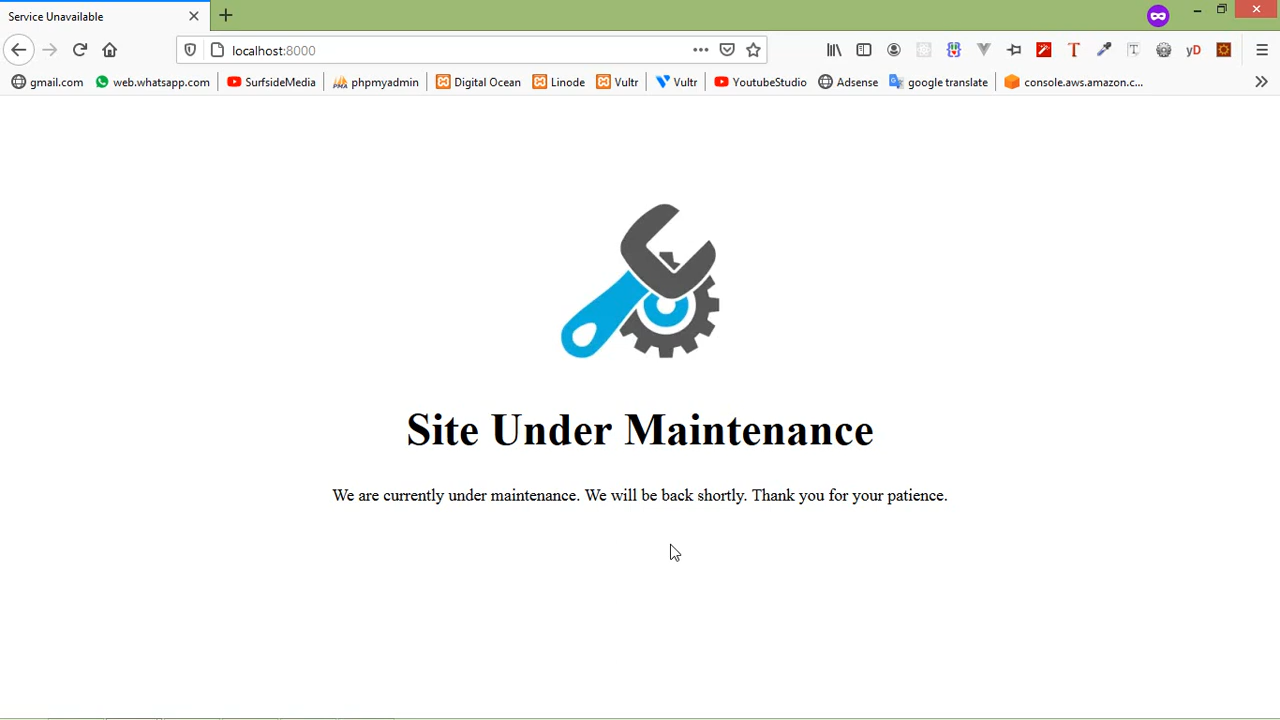 Service Unavailable
localhost:8000
gmail.com web.whatsapp.com SurfsideMedia phpmyadmin Digital Ocean Linode Vultr Vultr YoutubeStudio Adsense google translate console.aws.amazon.c...
Site Under Maintenance
We are currently under maintenance. We will be back shortly. Thank you for your patience.